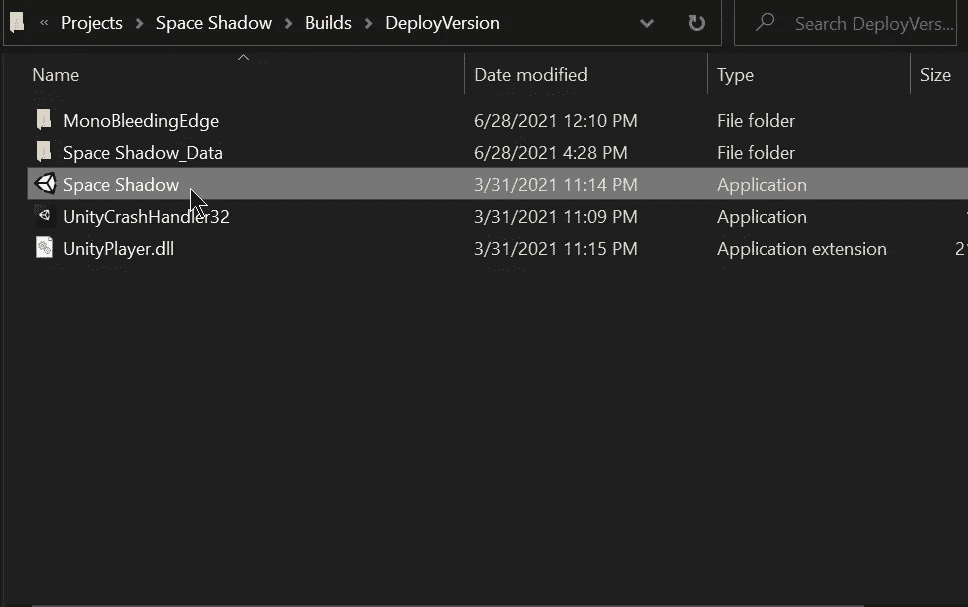 « Projects > Space Shadow > Builds > DeployVersion Search DeployVers...
Name Date modified Type Size
MonoBleedingEdge 6/28/2021 12:10 PM File folder
Space Shadow_Data 6/28/2021 4:28 PM File folder
Space Shadow 3/31/2021 11:14 PM Application
UnityCrashHandler32 3/31/2021 11:09 PM Application
UnityPlayer.dll 3/31/2021 11:15 PM Application extension